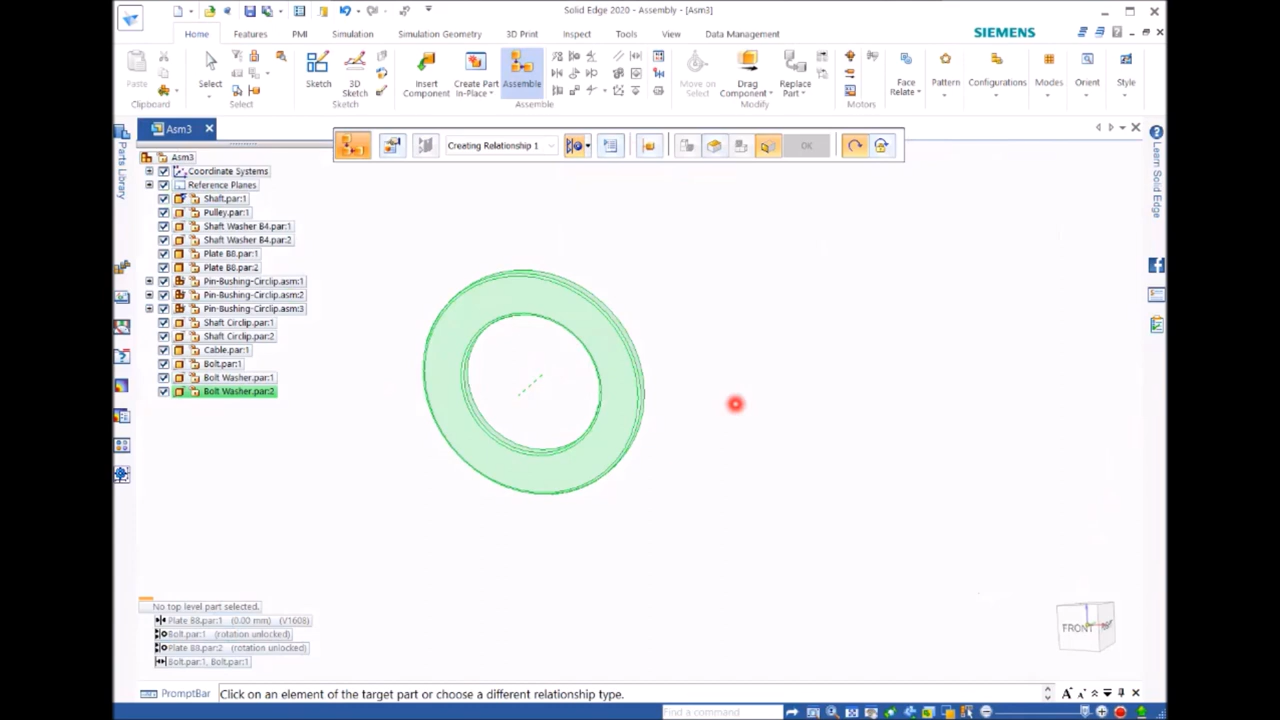 Solid Edge 2020 - Assembly - [Asm3]
Home Features PMI Simulation Simulation Geometry 3D Print Inspect Tools View Data Management SIEMENS
Paste Select Sketch 3D Sketch Insert Component Create Part In-Place Assemble Move on Select Drag Component Replace Part Face Relate Pattern Configurations Modes Orient Style
Clipboard Select Sketch Assemble Modify Motors
Asm3
Creating Relationship 1 OK
Parts Library
Learn Solid Edge
Asm3
Coordinate Systems
Reference Planes
Shaft.par:1
Pulley.par:1
Shaft Washer B4.par:1
Shaft Washer B4.par:2
Plate B8.par:1
Plate B8.par:2
Pin-Bushing-Circlip.asm:1
Pin-Bushing-Circlip.asm:2
Pin-Bushing-Circlip.asm:3
Shaft Circlip.par:1
Shaft Circlip.par:2
Cable.par:1
Bolt.par:1
Bolt Washer.par:1
Bolt Washer.par:2
No top level part selected.
Plate B8.par:1 (0.00 mm) (V1608)
Bolt.par:1 (rotation unlocked)
Plate B8.par:2 (rotation unlocked)
Bolt.par:1, Bolt.par:1
FRONT
PromptBar Click on an element of the target part or choose a different relationship type.
Find a command